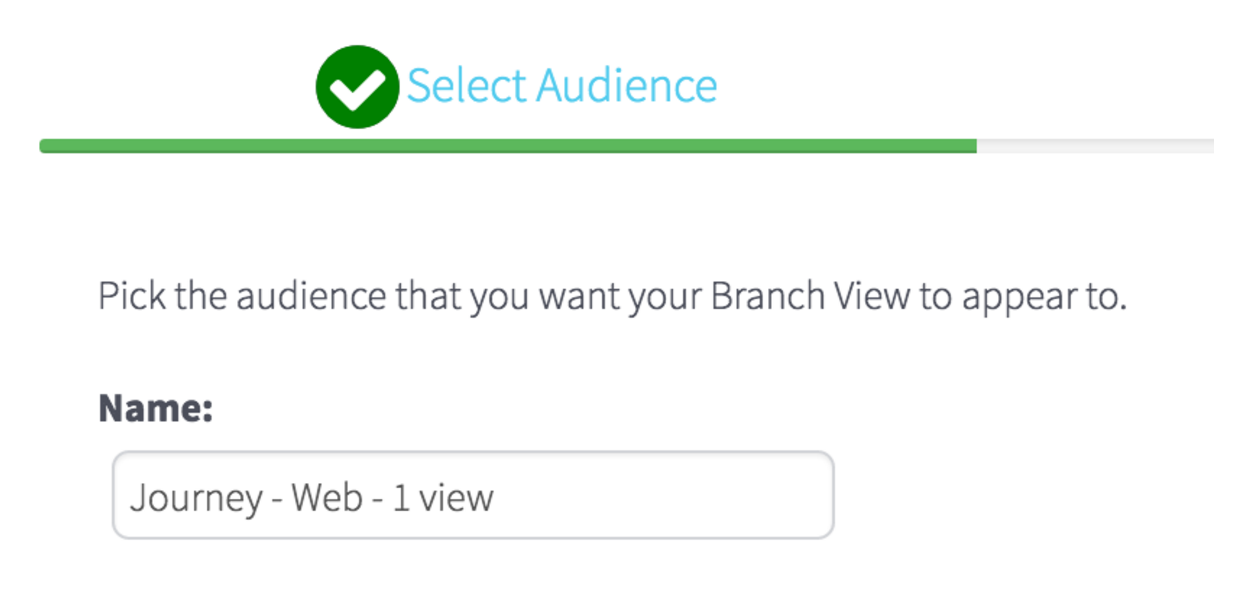 Select Audience
Pick the audience that you want your Branch View to appear to.
Name:
Journey - Web - 1 view